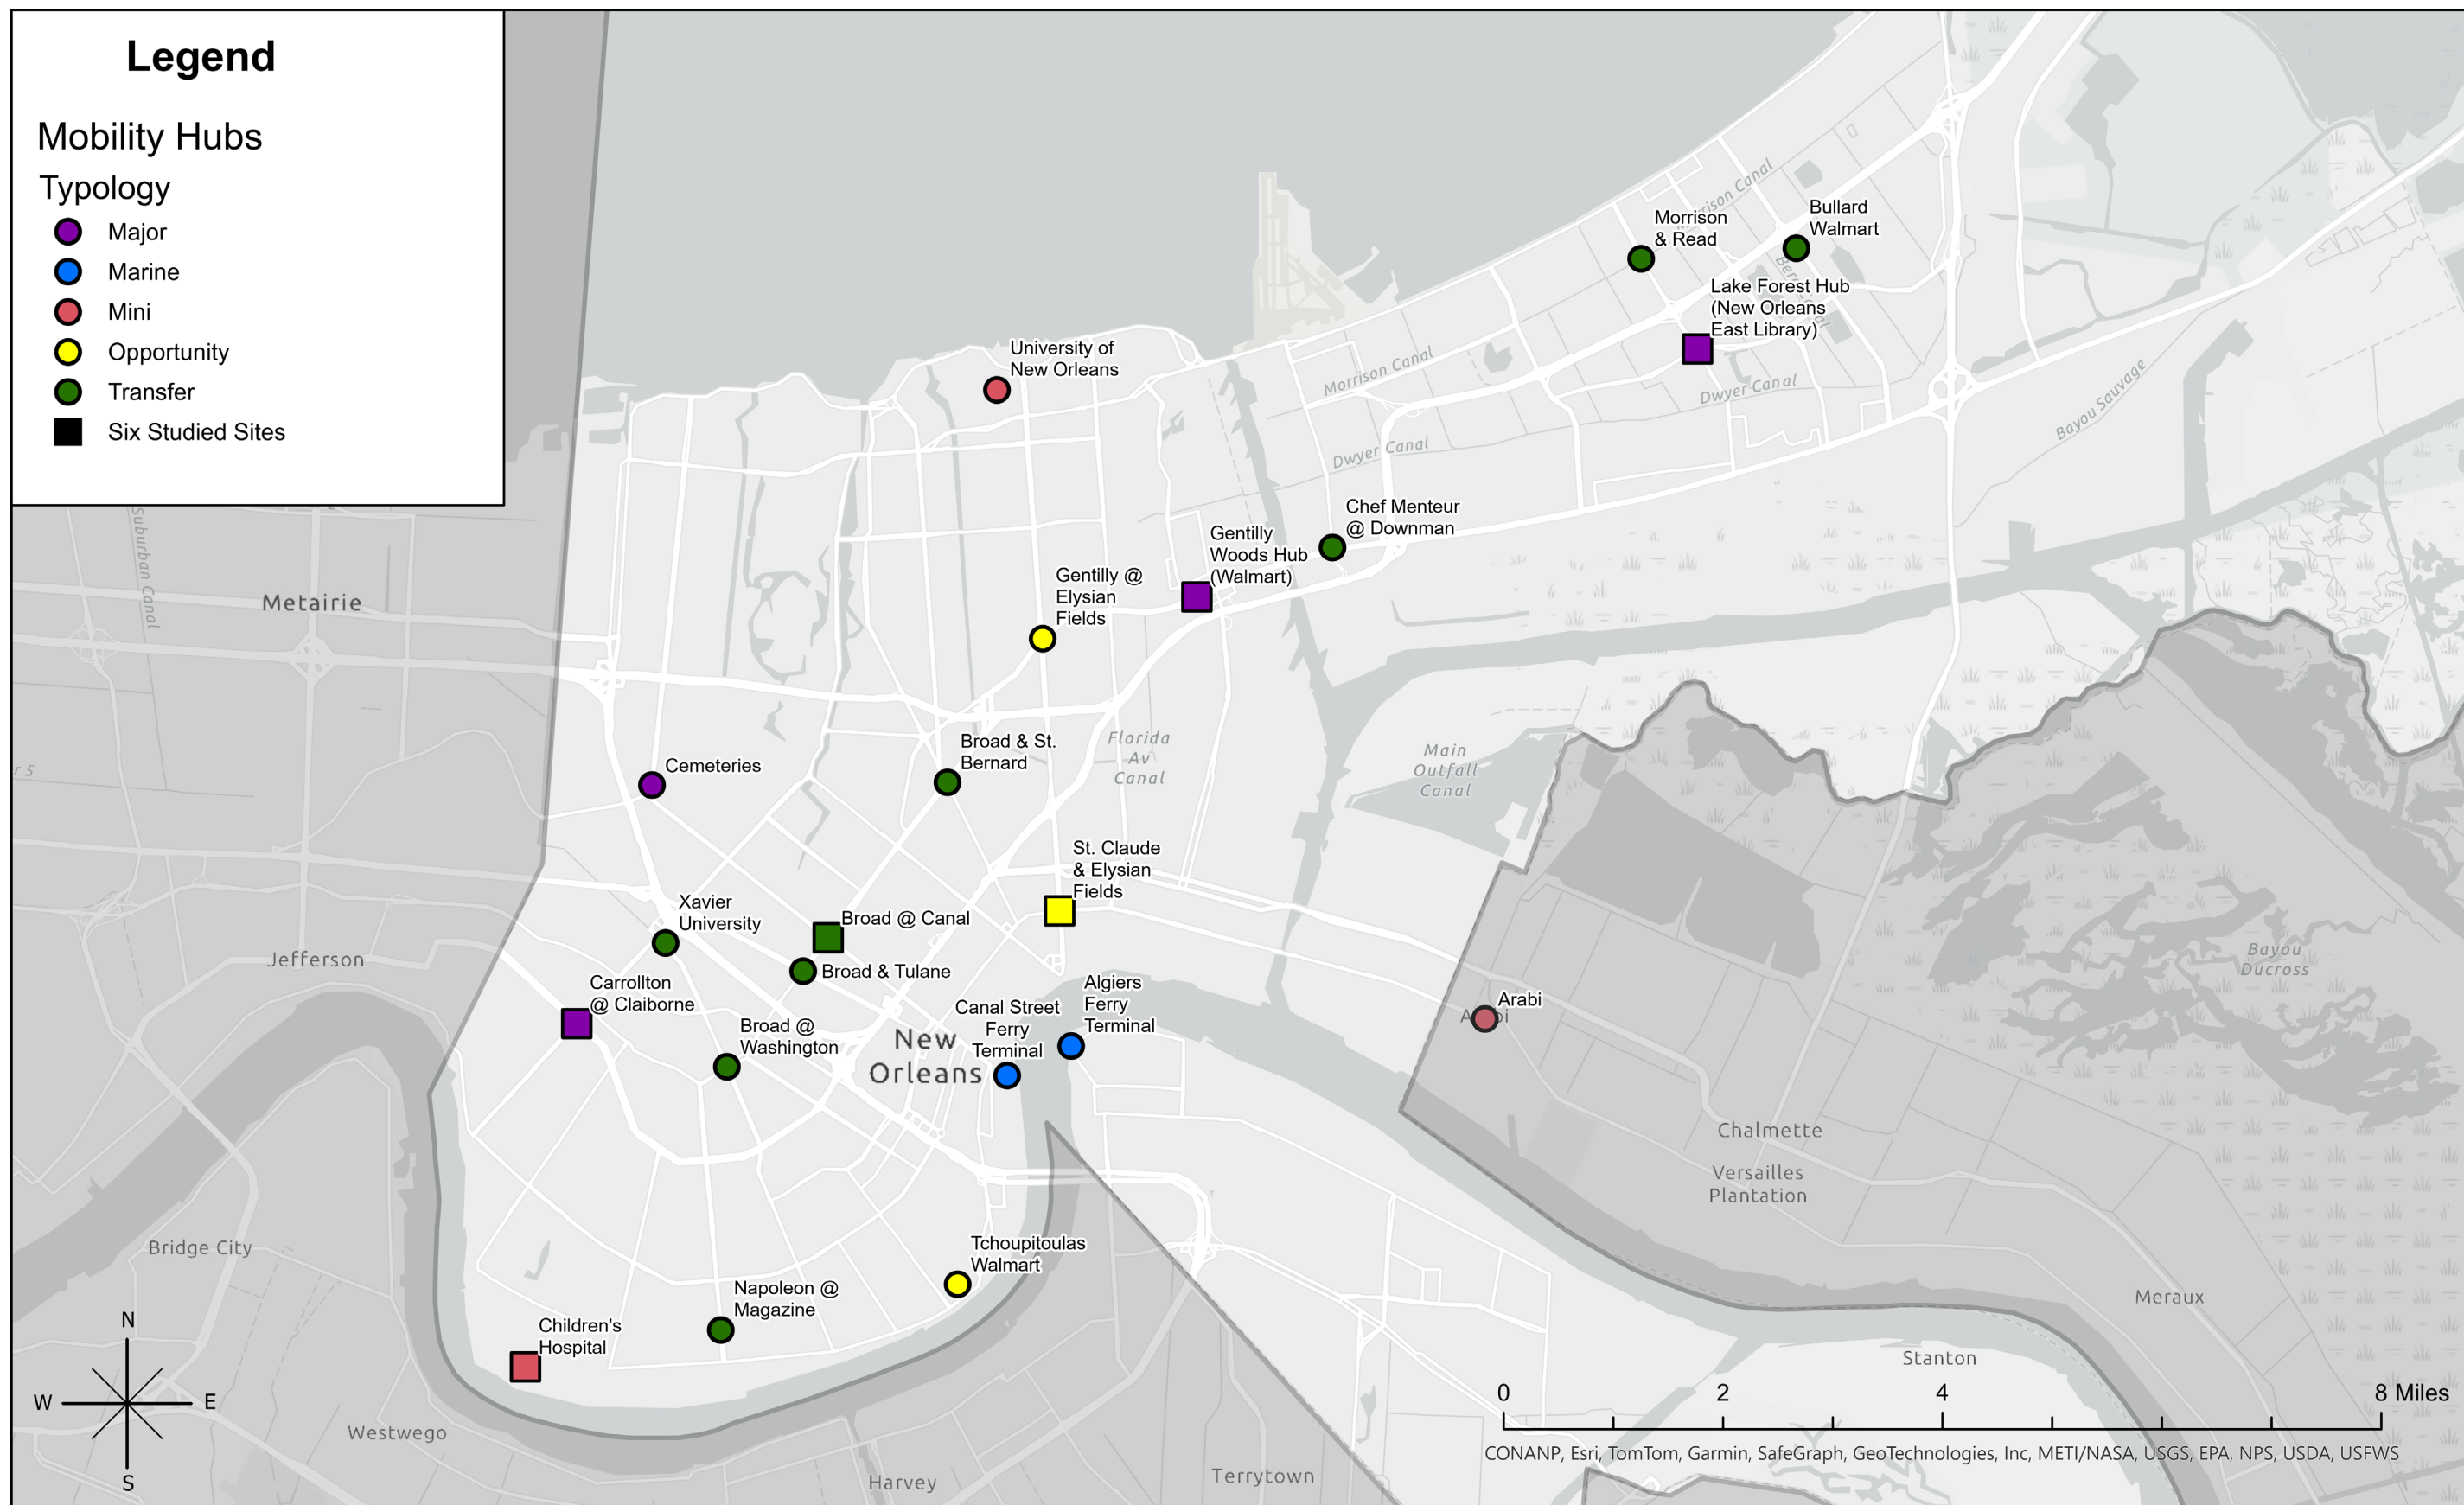 Legend
Mobility Hubs
Typology
Major
Marine
Mini
Opportunity
Transfer
Six Studied Sites
Morrison
& Read
Bullard
Walmart
Lake Forest Hub
(New Orleans
East Library)
University of
New Orleans
Morrison Canal
Dwyer Canal
Dwyer Canal
Bayou Sauvage
Suburban Canal
Metairie
Chef Menteur
@ Downman
Gentilly
Woods Hub
(Walmart)
Gentilly @
Elysian
Fields
Broad & St.
Bernard
Florida
Av
Canal
Main
Outfall
Canal
Cemeteries
St. Claude
& Elysian
Fields
Xavier
University
Broad @ Canal
Broad & Tulane
Jefferson
Carrollton
@ Claiborne
Broad @
Washington
New
Orleans
Canal Street
Ferry
Terminal
Algiers
Ferry
Terminal
Arabi
Bayou
Ducross
Chalmette
Versailles
Plantation
Bridge City
Tchoupitoulas
Walmart
Napoleon @
Magazine
Children's
Hospital
Meraux
Stanton
Westwego
Harvey
Terrytown
N
W
E
S
0 2 4 8 Miles
CONANP, Esri, TomTom, Garmin, SafeGraph, GeoTechnologies, Inc, METI/NASA, USGS, EPA, NPS, USDA, USFWS